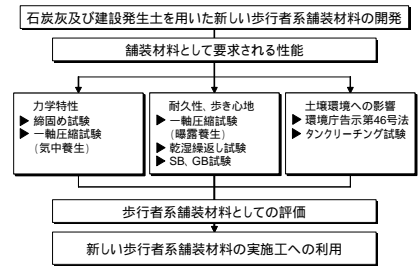 石炭灰及び建設発生土を用いた新しい歩行者系舗装材料の開発
舗装材料として要求される性能
力学特性
▶ 締固め試験
▶ 一軸圧縮試験
(気中養生)
耐久性、歩き心地
▶ 一軸圧縮試験
(曝露養生)
▶ 乾湿繰返し試験
▶ SB、GB試験
土壌環境への影響
▶ 環境庁告示第46号法
▶ タンクリーチング試験
歩行者系舗装材料としての評価
新しい歩行者系舗装材料の実施工への利用